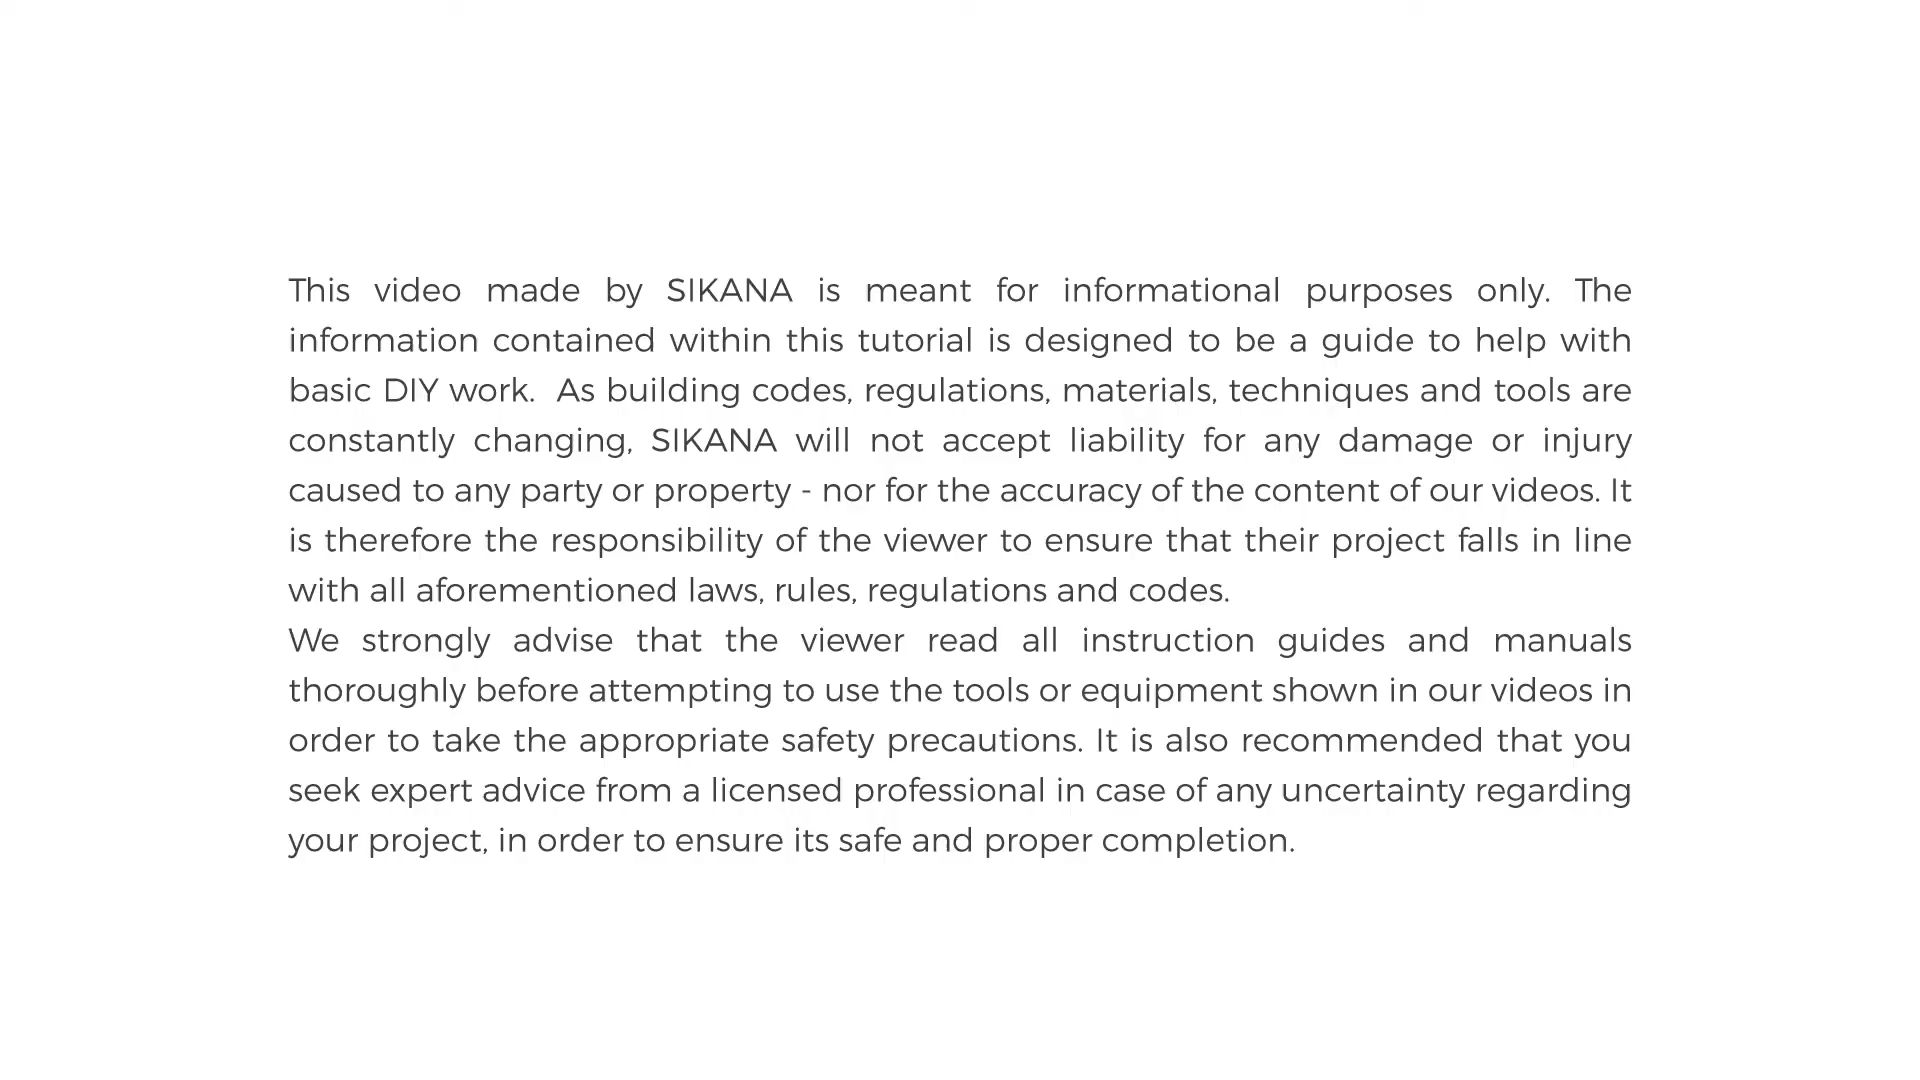 This video made by SIKANA is meant for informational purposes only. The
information contained within this tutorial is designed to be a guide to help with
basic DIY work.  As building codes, regulations, materials, techniques and tools are
constantly changing, SIKANA will not accept liability for any damage or injury
caused to any party or property - nor for the accuracy of the content of our videos. It
is therefore the responsibility of the viewer to ensure that their project falls in line
with all aforementioned laws, rules, regulations and codes.
We strongly advise that the viewer read all instruction guides and manuals
thoroughly before attempting to use the tools or equipment shown in our videos in
order to take the appropriate safety precautions. It is also recommended that you
seek expert advice from a licensed professional in case of any uncertainty regarding
your project, in order to ensure its safe and proper completion.